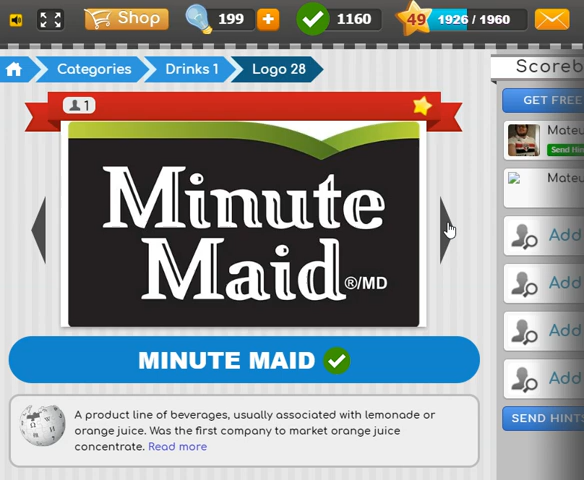 Shop 199 + 1160 49 1926 / 1960
Categories Drinks 1 Logo 28
Scoreb
1
GET FREE
Minute
Maid®/MD
Mateu
Send Hin
Mateu
Add
Add
Add
Add
MINUTE MAID
SEND HINTS
A product line of beverages, usually associated with lemonade or
orange juice. Was the first company to market orange juice
concentrate. Read more